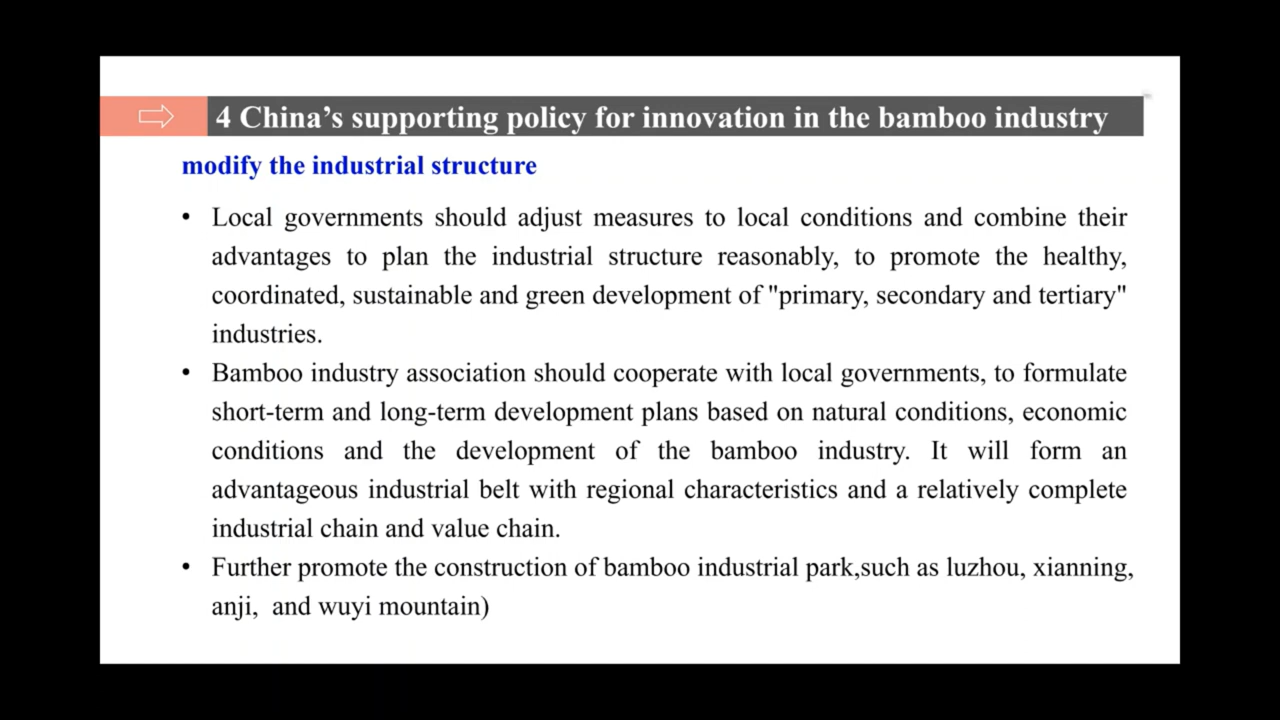 4 China’s supporting policy for innovation in the bamboo industry
modify the industrial structure
• Local governments should adjust measures to local conditions and combine their
advantages to plan the industrial structure reasonably, to promote the healthy,
coordinated, sustainable and green development of "primary, secondary and tertiary"
industries.
• Bamboo industry association should cooperate with local governments, to formulate
short-term and long-term development plans based on natural conditions, economic
conditions and the development of the bamboo industry. It will form an
advantageous industrial belt with regional characteristics and a relatively complete
industrial chain and value chain.
• Further promote the construction of bamboo industrial park,such as luzhou, xianning,
anji, and wuyi mountain)